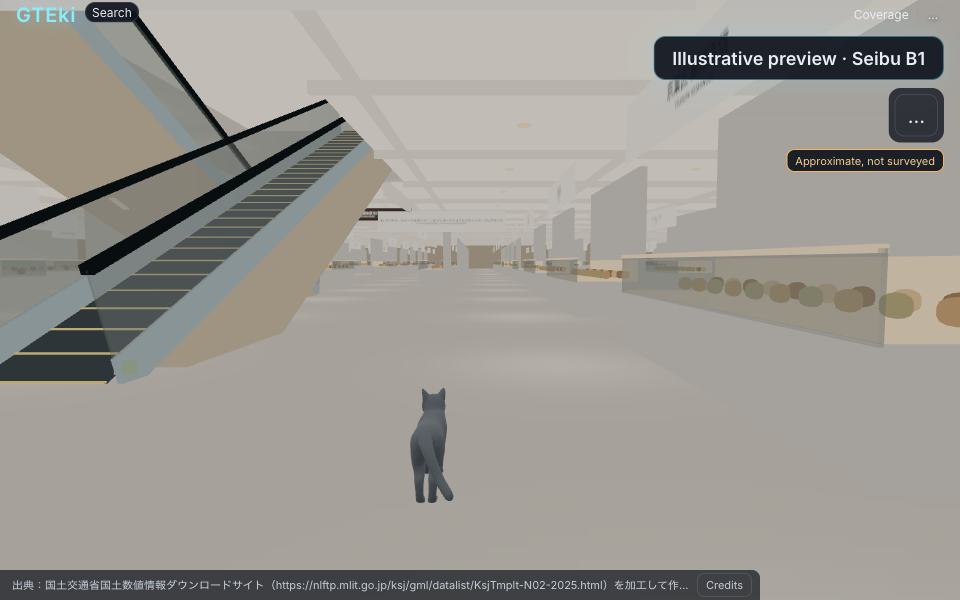 GTEki
Search
Coverage
...
Illustrative preview · Seibu B1
...
Approximate, not surveyed
出典：国土交通省国土数値情報ダウンロードサイト（https://nlftp.mlit.go.jp/ksj/gml/datalist/KsjTmplt-N02-2025.html）を加工して作...
Credits